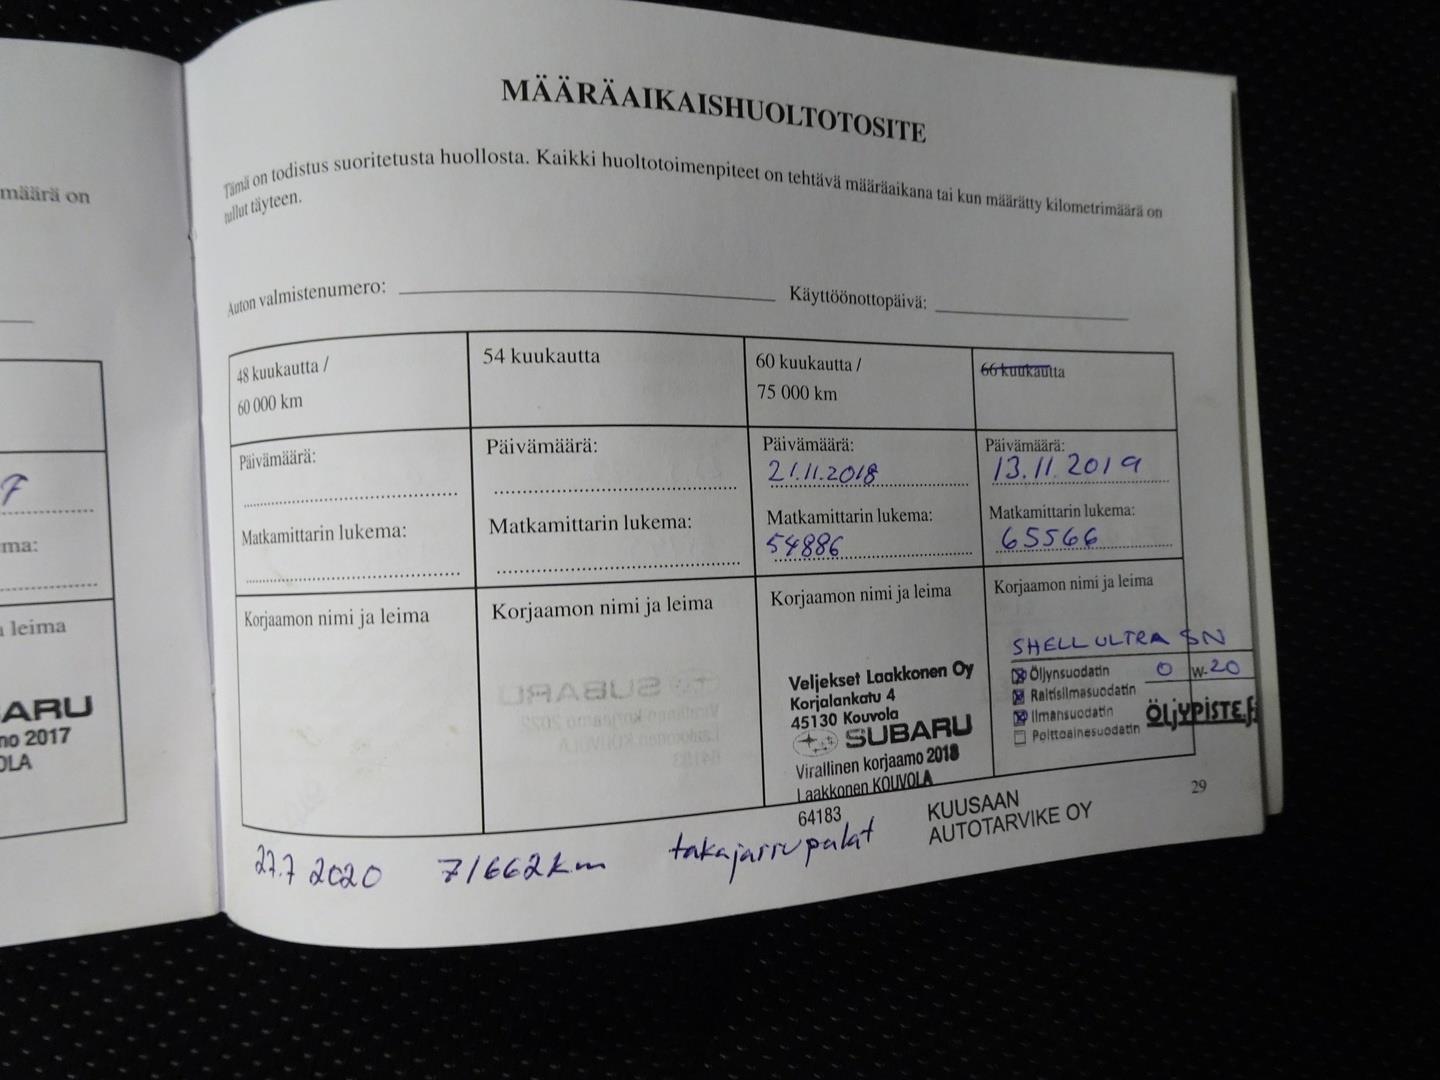 määrä on
7
ma:
a leima
ARU
mo 2017
OLA
MÄÄRÄAIKAISHUOLTOTOSITE
Tämä on todistus suoritetusta huollosta. Kaikki huoltotoimenpiteet on tehtävä määräaikana tai kun määrätty kilometrimäärä on
tullut täyteen.
Auton valmistenumero:
Käyttöönottopäivä:
48 kuukautta /
60 000 km
Päivämäärä:
Matkamittarin lukema:
Korjaamon nimi ja leima
54 kuukautta
Päivämäärä:
Matkamittarin lukema:
Korjaamon nimi ja leima
60 kuukautta /
75 000 km
Päivämäärä:
21.11.2018
Matkamittarin lukema:
54886
Korjaamon nimi ja leima
Veljekset Laakkonen Oy
Korjalankatu 4
45130 Kouvola
SUBARU
Virallinen korjaamo 2018
Laakkonen KOUVOLA
64183
66 kuukautta
Päivämäärä:
13.11.2019
Matkamittarin lukema:
65566
Korjaamon nimi ja leima
SHELL ULTRA SN
Öljynsuodatin 0 W-20
Raitisilmasuodatin
Ilmansuodatin
Polttoainesuodatin
ÖLJYPISTE.fi
29
KUUSAAN
AUTOTARVIKE OY
27.7 2020 71662km takajarrupalat